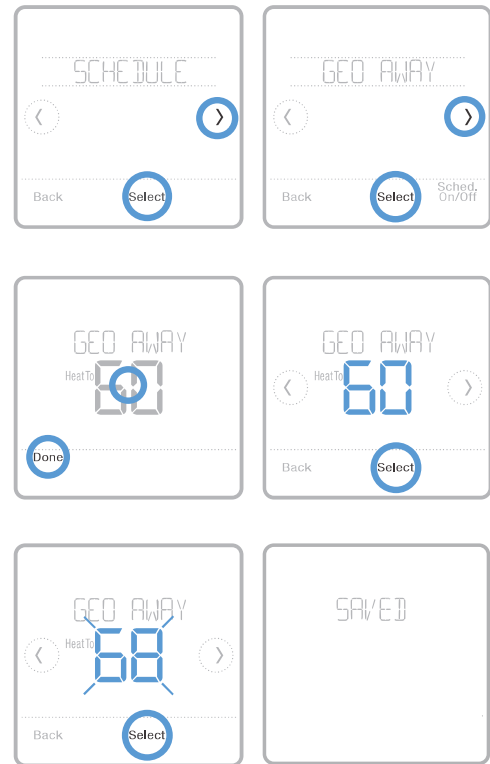 SCHEDULE
Back Select
GEO AWAY
Back Select Sched. On/Off
GEO AWAY
Heat To
Done
GEO AWAY
Heat To 60
Back Select
GEO AWAY
Heat To 68
Back Select
SAVED